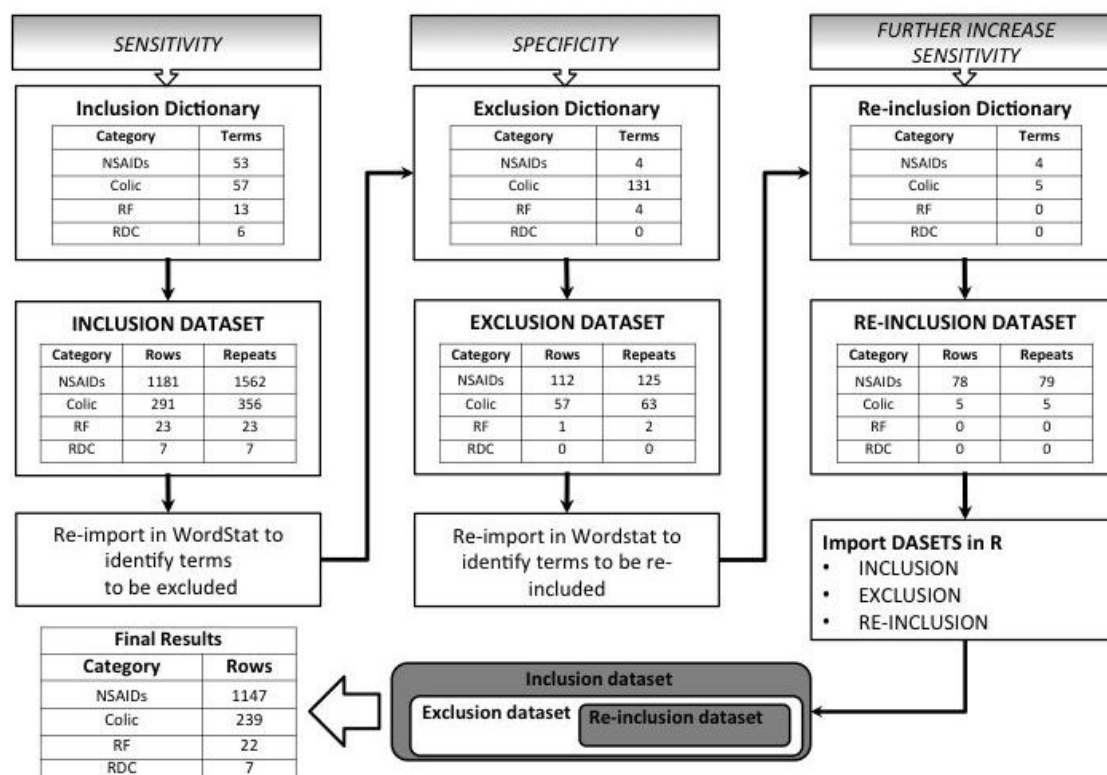 SENSITIVITY
Inclusion Dictionary
Category Terms
NSAIDs 53
Colic 57
RF 13
RDC 6
INCLUSION DATASET
Category Rows Repeats
NSAIDs 1181 1562
Colic 291 356
RF 23 23
RDC 7 7
Re-import in WordStat to
identify terms
to be excluded
SPECIFICITY
Exclusion Dictionary
Category Terms
NSAIDs 4
Colic 131
RF 4
RDC 0
EXCLUSION DATASET
Category Rows Repeats
NSAIDs 112 125
Colic 57 63
RF 1 2
RDC 0 0
Re-import in Wordstat to
identify terms to be re-
included
FURTHER INCREASE
SENSITIVITY
Re-inclusion Dictionary
Category Terms
NSAIDs 4
Colic 5
RF 0
RDC 0
RE-INCLUSION DATASET
Category Rows Repeats
NSAIDs 78 79
Colic 5 5
RF 0 0
RDC 0 0
Import DASETS in R
• INCLUSION
• EXCLUSION
• RE-INCLUSION
Inclusion dataset
Exclusion dataset
Re-inclusion dataset
Final Results
Category Rows
NSAIDs 1147
Colic 239
RF 22
RDC 7